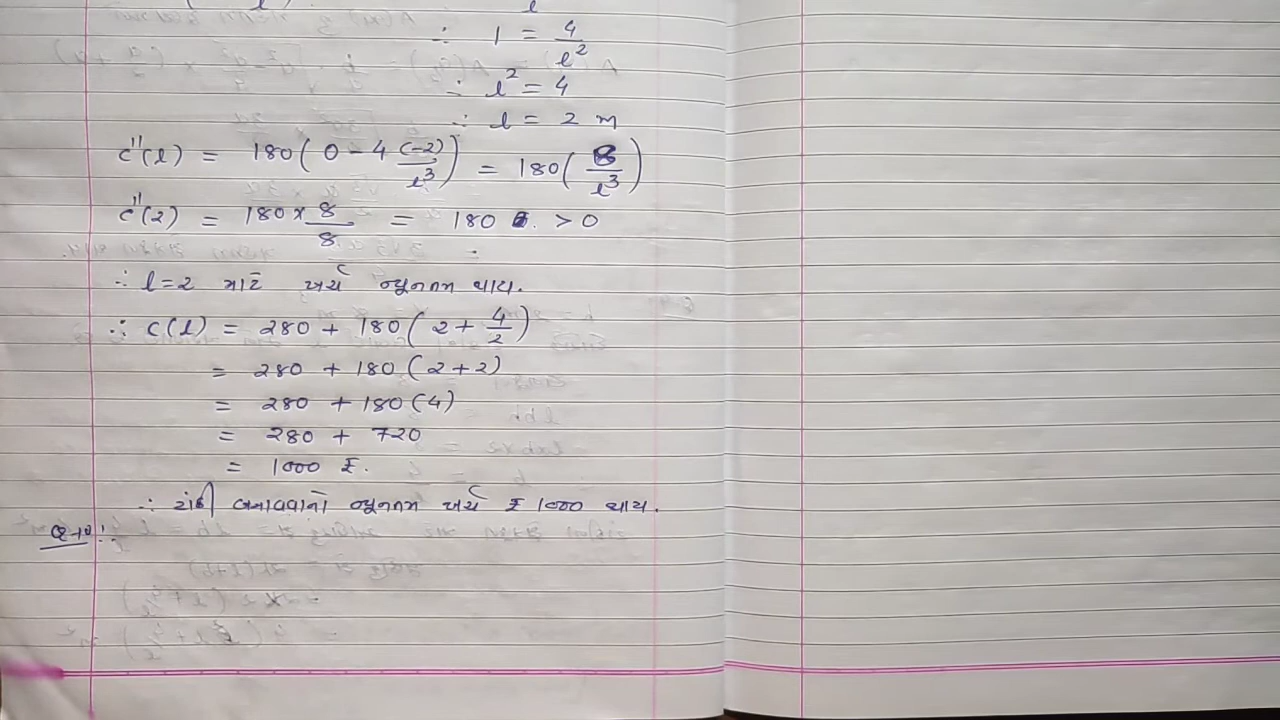 ∴ 1 = 4/l²
∴ l² = 4
∴ l = 2 m
c''(l) = 180(0 - 4 (-2)/l³) = 180(8/l³)
c''(2) = 180 × 8/8 = 180 > 0
∴ l = 2 માટે ખર્ચ ન્યૂનતમ થાય.
∴ c(l) = 280 + 180(2 + 4/2)
= 280 + 180(2+2)
= 280 + 180(4)
= 280 + 720
= 1000 ₹.
∴ ટાંકી બનાવવાનો ન્યૂનતમ ખર્ચ ₹ 1000 થાય.